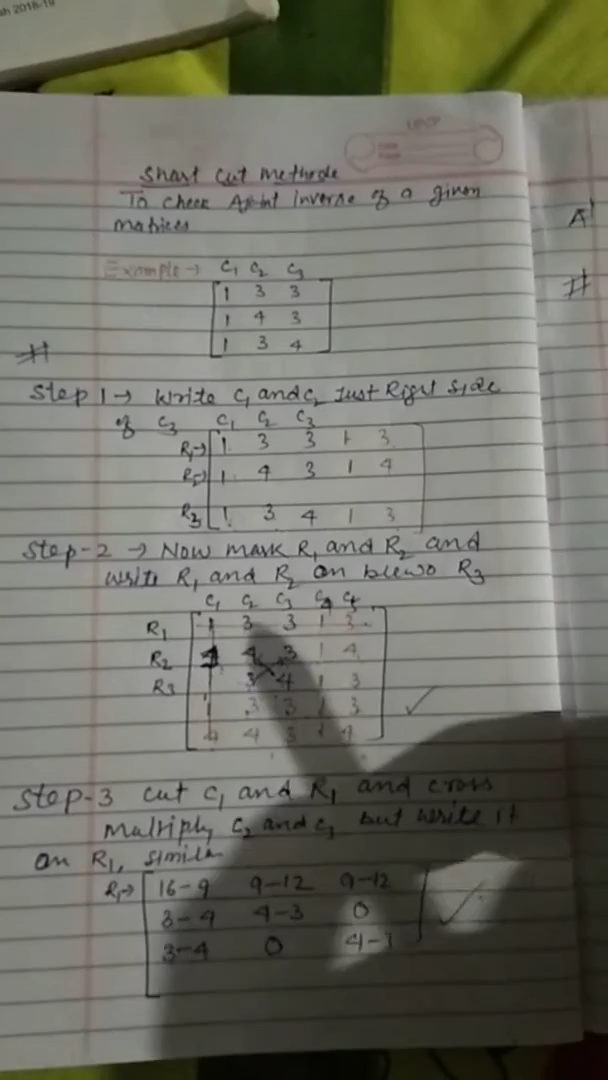 sh 2018-19
Short Cut Methode
To Check Ajoint Inverse of a given
matrices
Example → C1 C2 C3
1 3 3
1 4 3
1 3 4
#
A
#
Step 1 → Write C1 and C2 Just Right Side
of C3 C1 C2 C3
R1→ 1 3 3 1 3
R2→ 1 4 3 1 4
R3 1 3 4 1 3
Step-2 → Now mark R1 and R2 and
write R1 and R2 on blewo R3
C1 C2 C3 C4 C5
R1 1 3 3 1 3
R2 4 3 1 4
R3 1 3 4 1 3
1 3 3 1 3
4 3 1 4
Step-3 cut C1 and R1 and cross
multiply C2 and C3 but write it
on R1, similar
R1→ 16-9 9-12 9-12
3-4 4-3 0
3-4 0 4-3